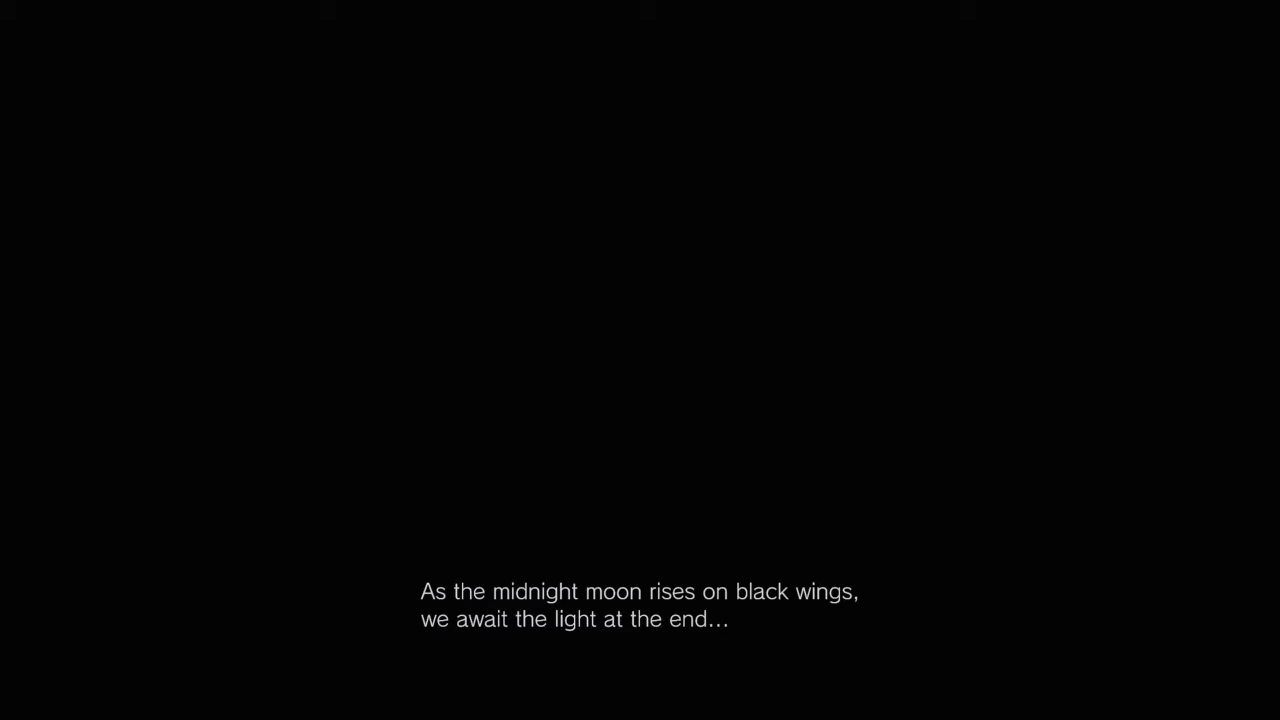 As the midnight moon rises on black wings,
we await the light at the end…